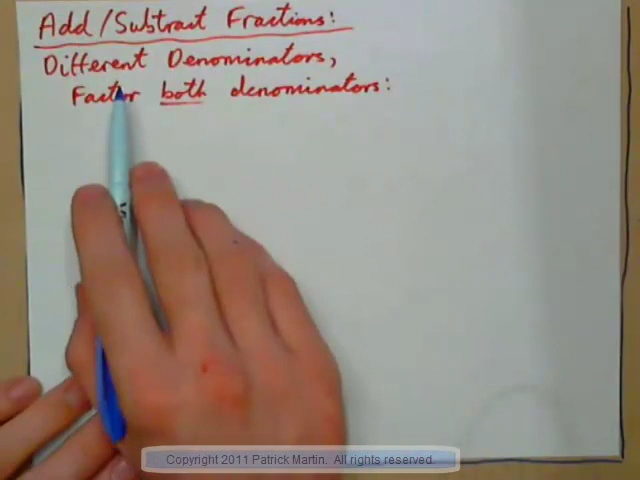 Add/Subtract Fractions:
Different Denominators,
Factor both denominators:
Copyright 2011 Patrick Martin. All rights reserved.